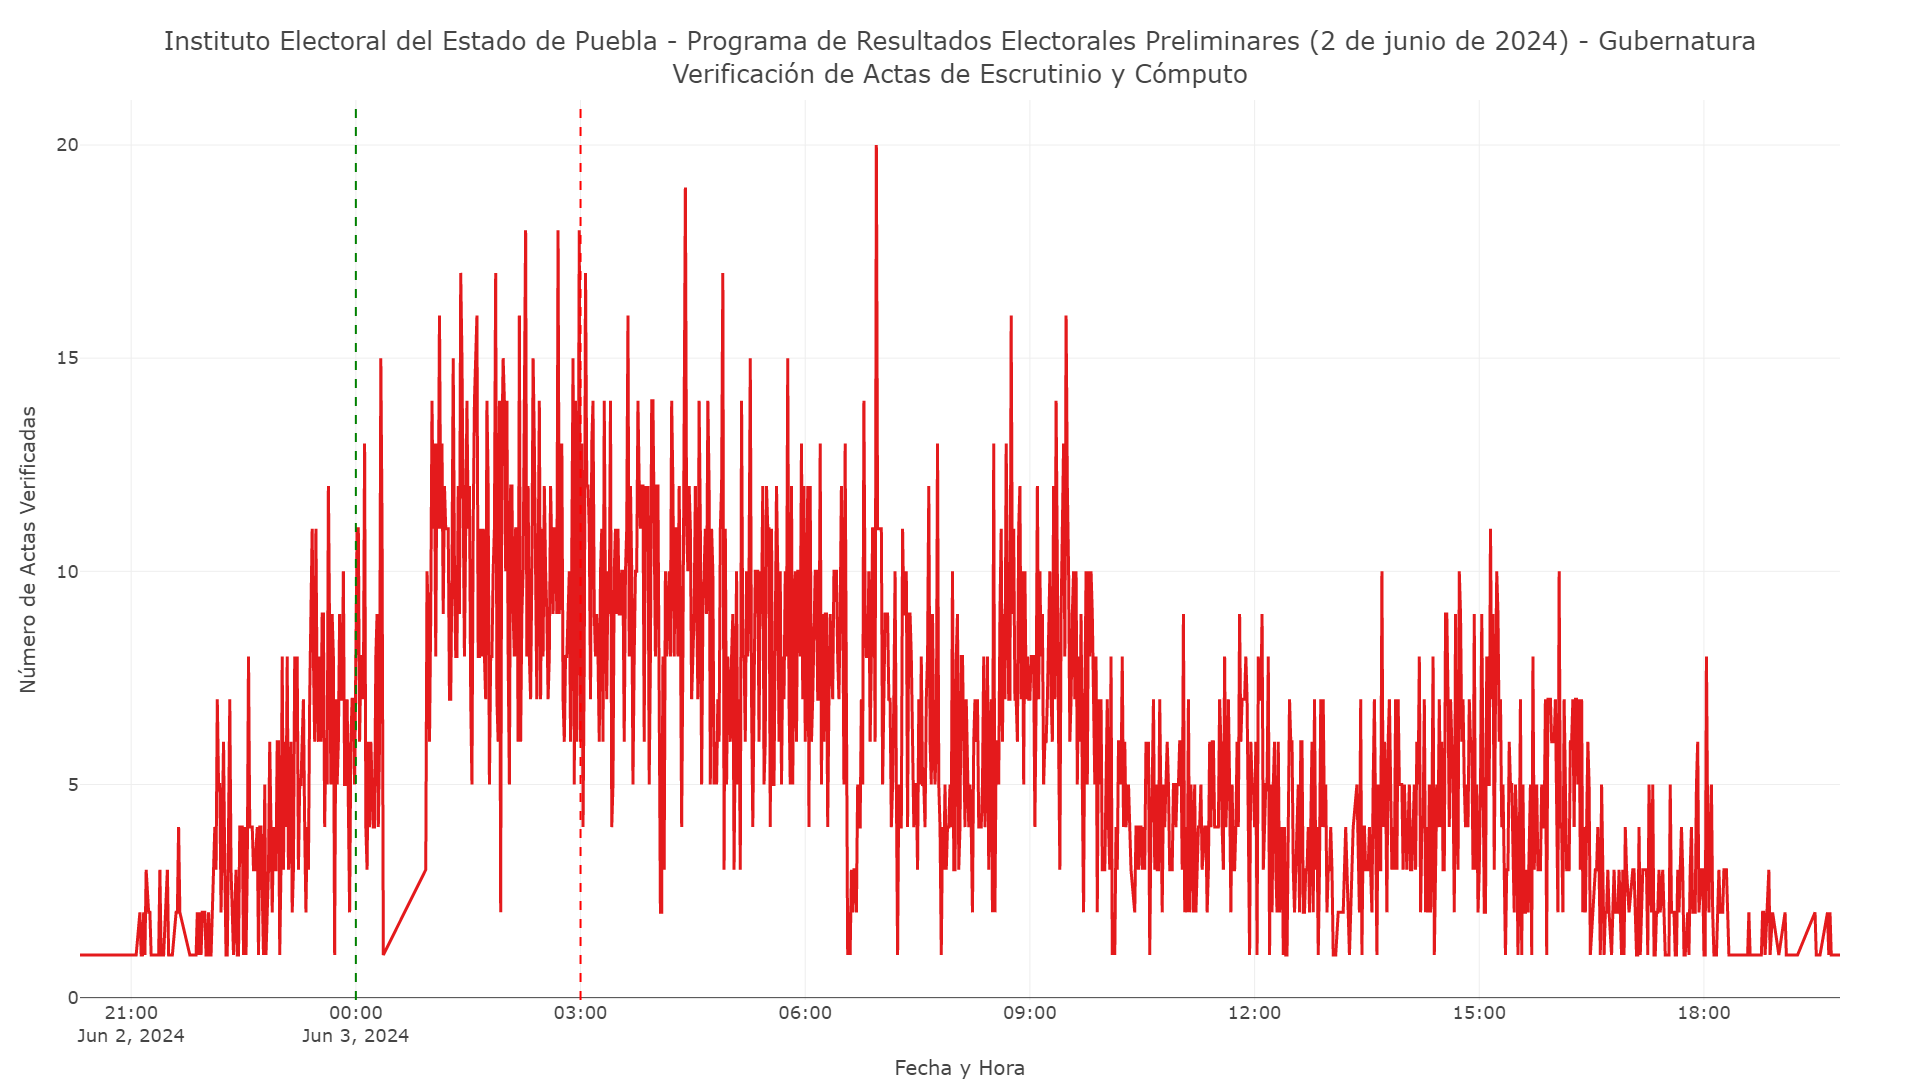 Instituto Electoral del Estado de Puebla - Programa de Resultados Electorales Preliminares (2 de junio de 2024) - Gubernatura
Verificación de Actas de Escrutinio y Cómputo
Número de Actas Verificadas
20
15
10
5
0
21:00
Jun 2, 2024
00:00
Jun 3, 2024
03:00
06:00
09:00
12:00
15:00
18:00
Fecha y Hora